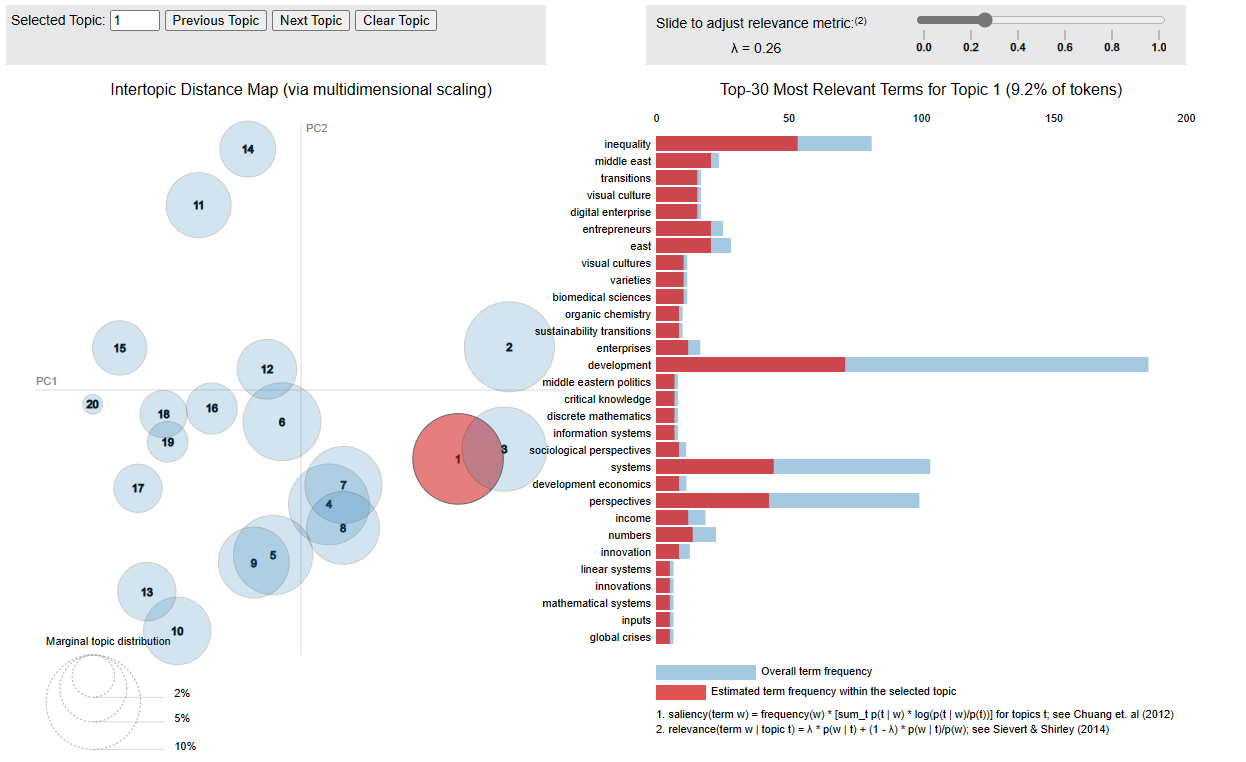 Selected Topic: 1 Previous Topic Next Topic Clear Topic
Slide to adjust relevance metric:(2)
λ = 0.26
0.0 0.2 0.4 0.6 0.8 1.0
Intertopic Distance Map (via multidimensional scaling)
PC2
14
11
15
12
2
PC1
20
18
16
6
19
1
3
17
7
4
8
5
9
13
10
Marginal topic distribution
2%
5%
10%
Top-30 Most Relevant Terms for Topic 1 (9.2% of tokens)
0 50 100 150 200
inequality
middle east
transitions
visual culture
digital enterprise
entrepreneurs
east
visual cultures
varieties
biomedical sciences
organic chemistry
sustainability transitions
enterprises
development
middle eastern politics
critical knowledge
discrete mathematics
information systems
sociological perspectives
systems
development economics
perspectives
income
numbers
innovation
linear systems
innovations
mathematical systems
inputs
global crises
Overall term frequency
Estimated term frequency within the selected topic
1. saliency(term w) = frequency(w) * [sum_t p(t | w) * log(p(t | w)/p(t))] for topics t; see Chuang et. al (2012)
2. relevance(term w | topic t) = λ * p(w | t) + (1 - λ) * p(w | t)/p(w); see Sievert & Shirley (2014)